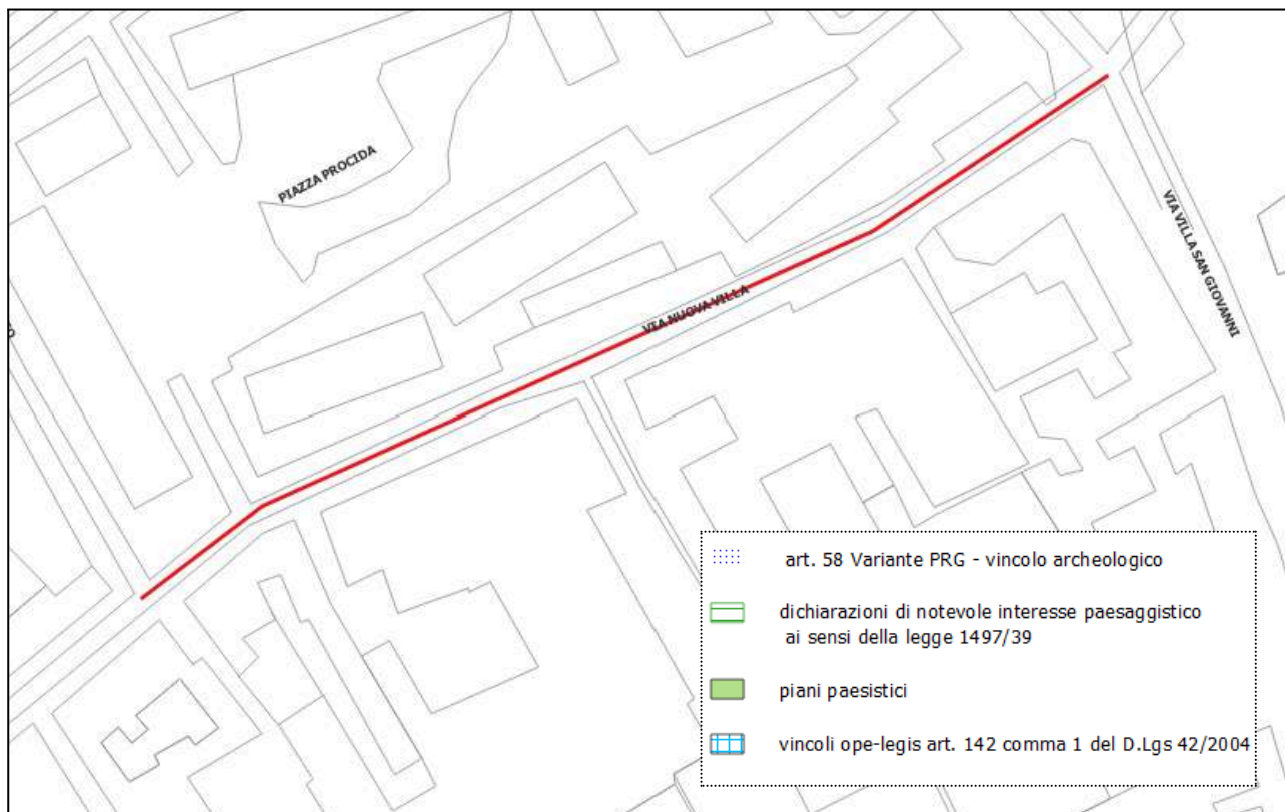 PIAZZA PROCIDA
VIA VILLA SAN GIOVANNI
VIA NUOVA VILLA
art. 58 Variante PRG - vincolo archeologico
dichiarazioni di notevole interesse paesaggistico
ai sensi della legge 1497/39
piani paesistici
vincoli ope-legis art. 142 comma 1 del D.Lgs 42/2004